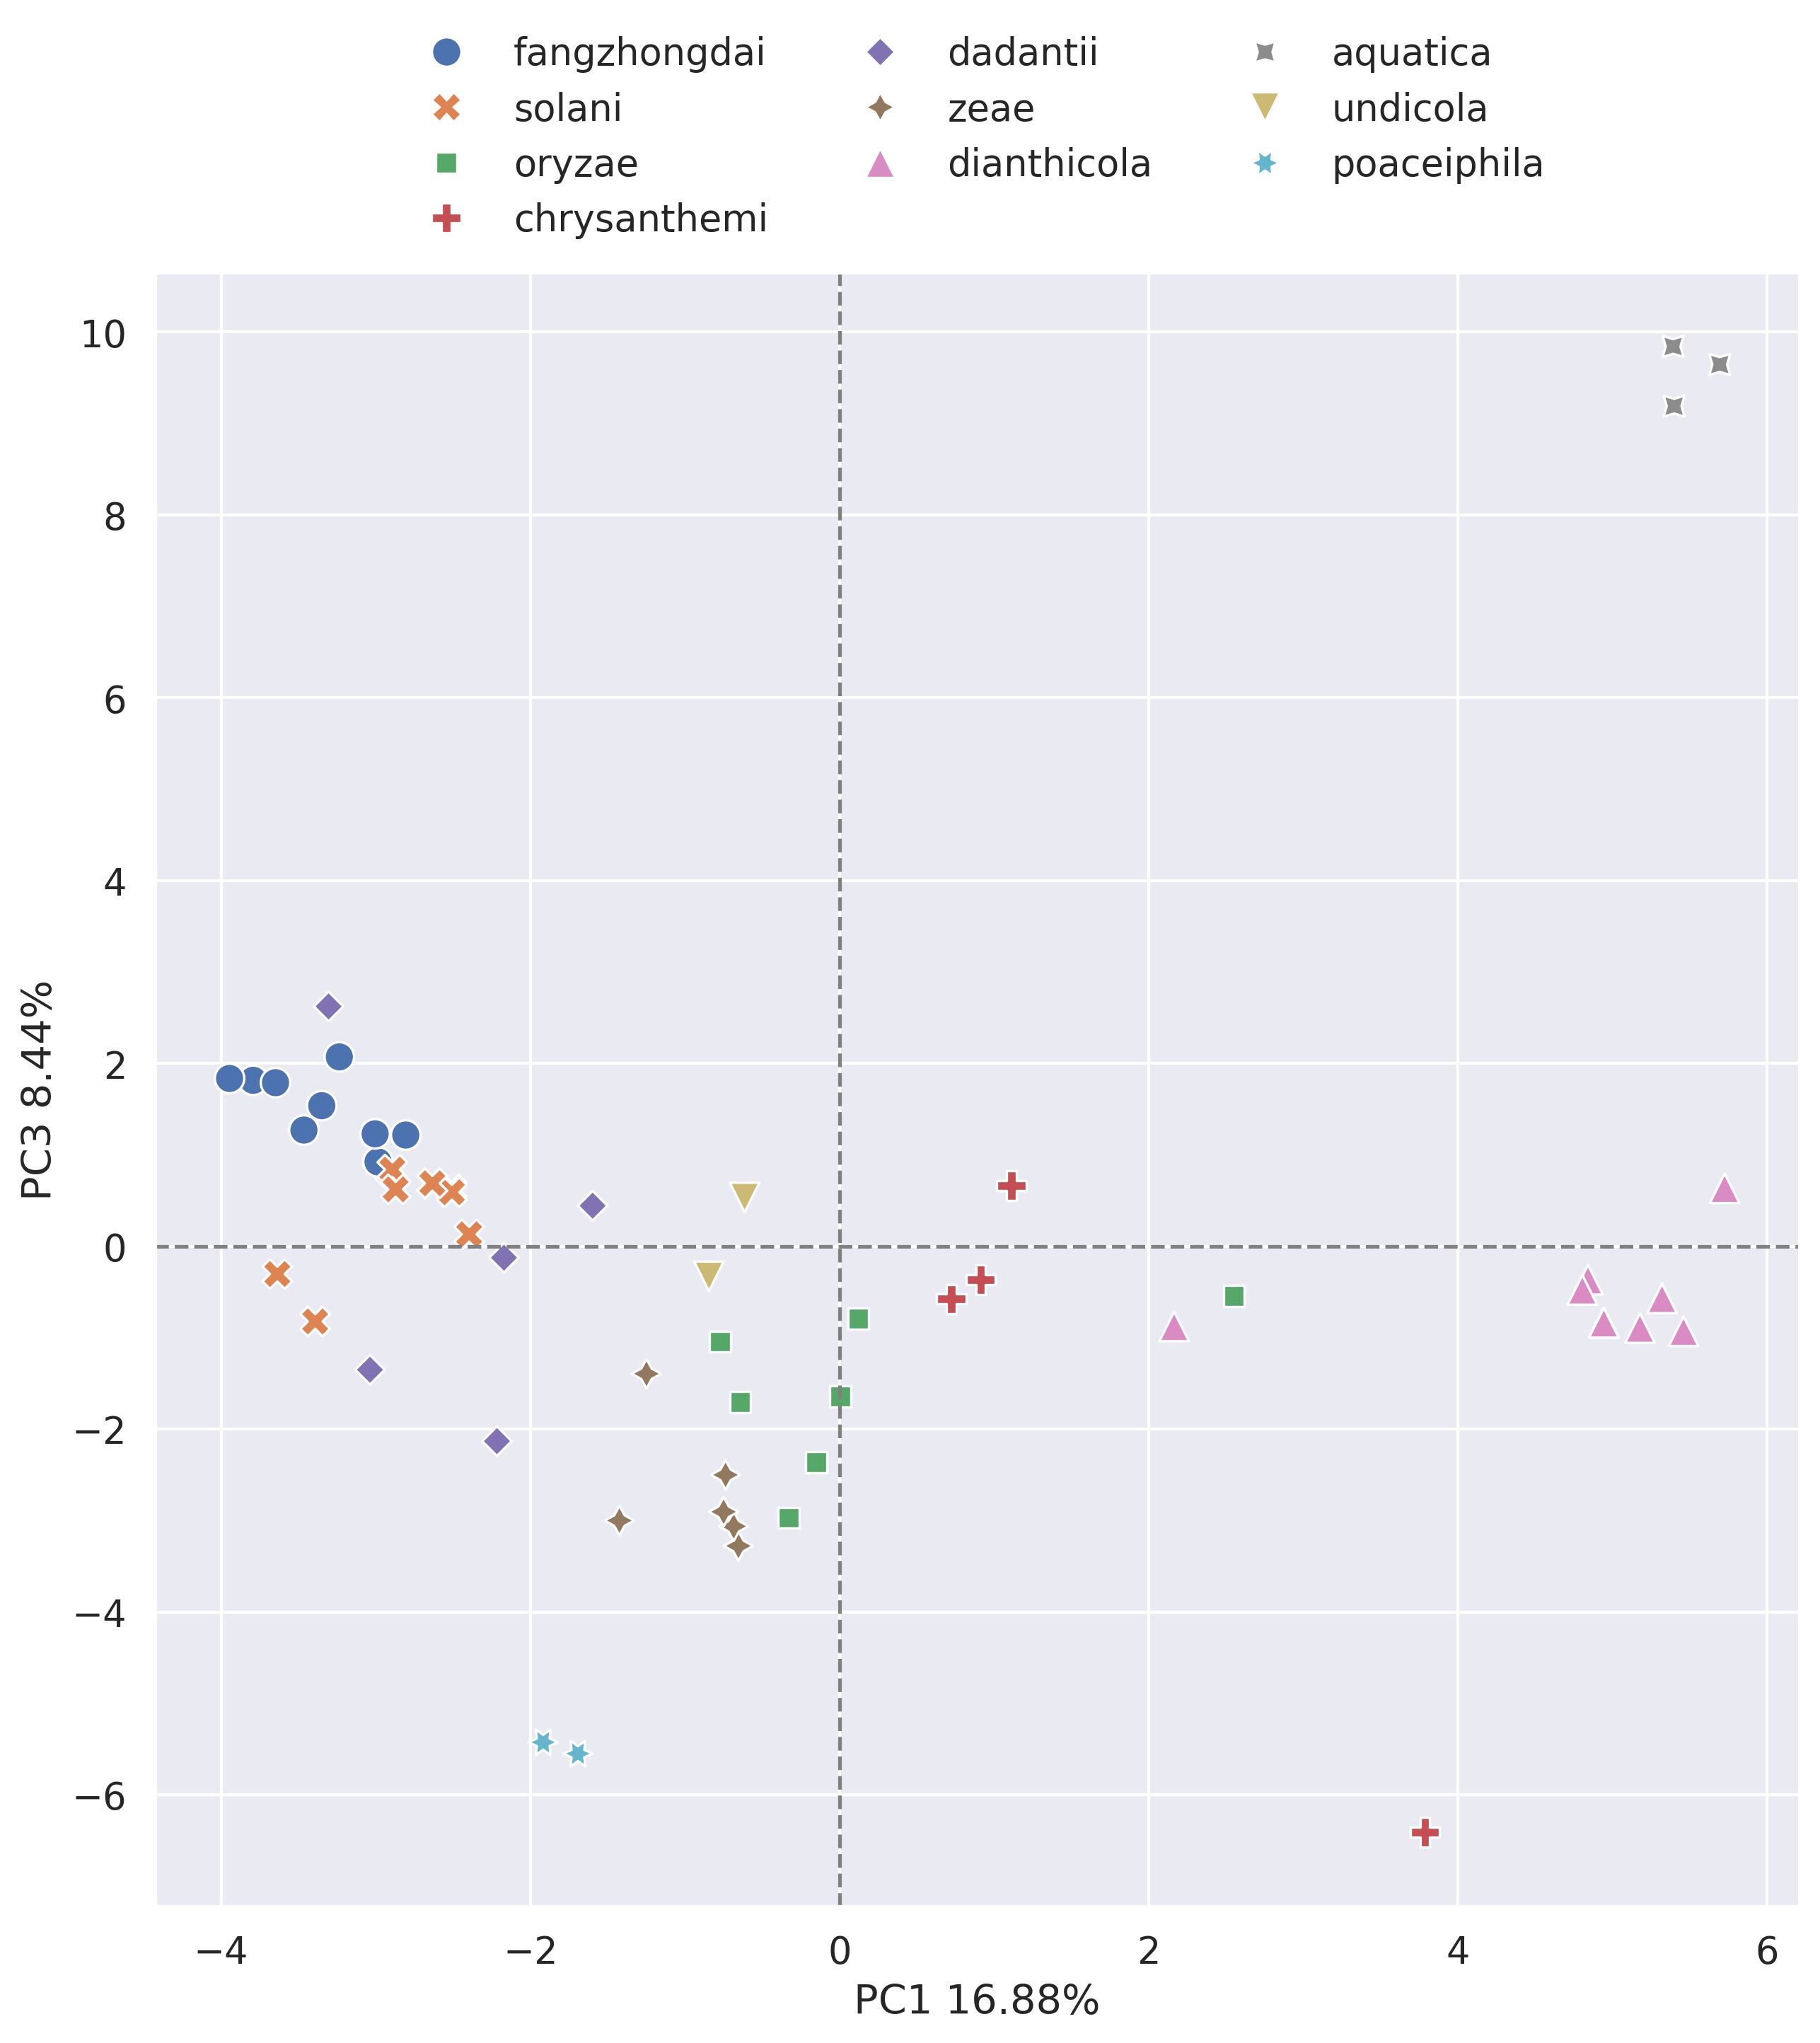 fangzhongdai
solani
oryzae
chrysanthemi
dadantii
zeae
dianthicola
aquatica
undicola
poaceiphila
10
8
6
4
2
0
−2
−4
−6
PC3 8.44%
−4
−2
0
2
4
6
PC1 16.88%